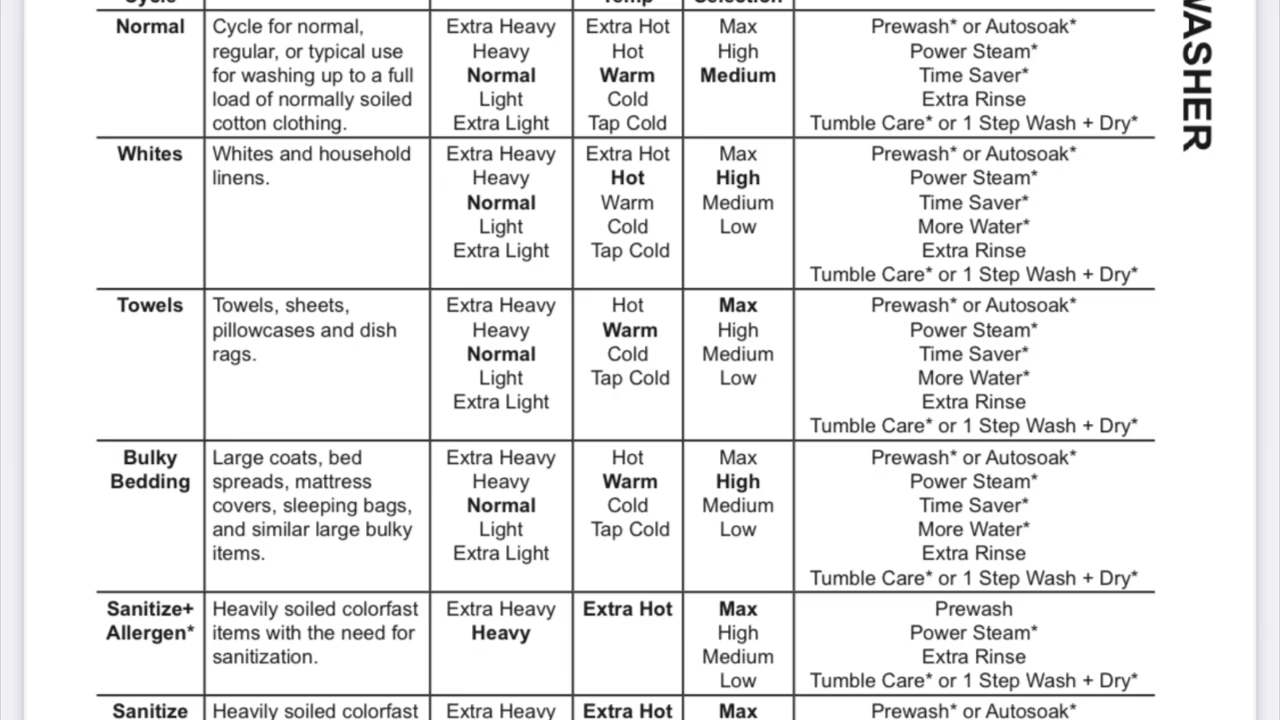 Cycle Temp Selection
Normal Cycle for normal, Extra Heavy Extra Hot Max Prewash* or Autosoak*
regular, or typical use Heavy Hot High Power Steam*
for washing up to a full Normal Warm Medium Time Saver*
load of normally soiled Light Cold Extra Rinse
cotton clothing. Extra Light Tap Cold Tumble Care* or 1 Step Wash + Dry*
Whites Whites and household Extra Heavy Extra Hot Max Prewash* or Autosoak*
linens. Heavy Hot High Power Steam*
Normal Warm Medium Time Saver*
Light Cold Low More Water*
Extra Light Tap Cold Extra Rinse
Tumble Care* or 1 Step Wash + Dry*
Towels Towels, sheets, Extra Heavy Hot Max Prewash* or Autosoak*
pillowcases and dish Heavy Warm High Power Steam*
rags. Normal Cold Medium Time Saver*
Light Tap Cold Low More Water*
Extra Light Extra Rinse
Tumble Care* or 1 Step Wash + Dry*
Bulky Large coats, bed Extra Heavy Hot Max Prewash* or Autosoak*
Bedding spreads, mattress Heavy Warm High Power Steam*
covers, sleeping bags, Normal Cold Medium Time Saver*
and similar large bulky Light Tap Cold Low More Water*
items. Extra Light Extra Rinse
Tumble Care* or 1 Step Wash + Dry*
Sanitize+ Heavily soiled colorfast Extra Heavy Extra Hot Max Prewash
Allergen* items with the need for Heavy High Power Steam*
sanitization. Medium Extra Rinse
Low Tumble Care* or 1 Step Wash + Dry*
Sanitize Heavily soiled colorfast Extra Heavy Extra Hot Max Prewash* or Autosoak*
WASHER